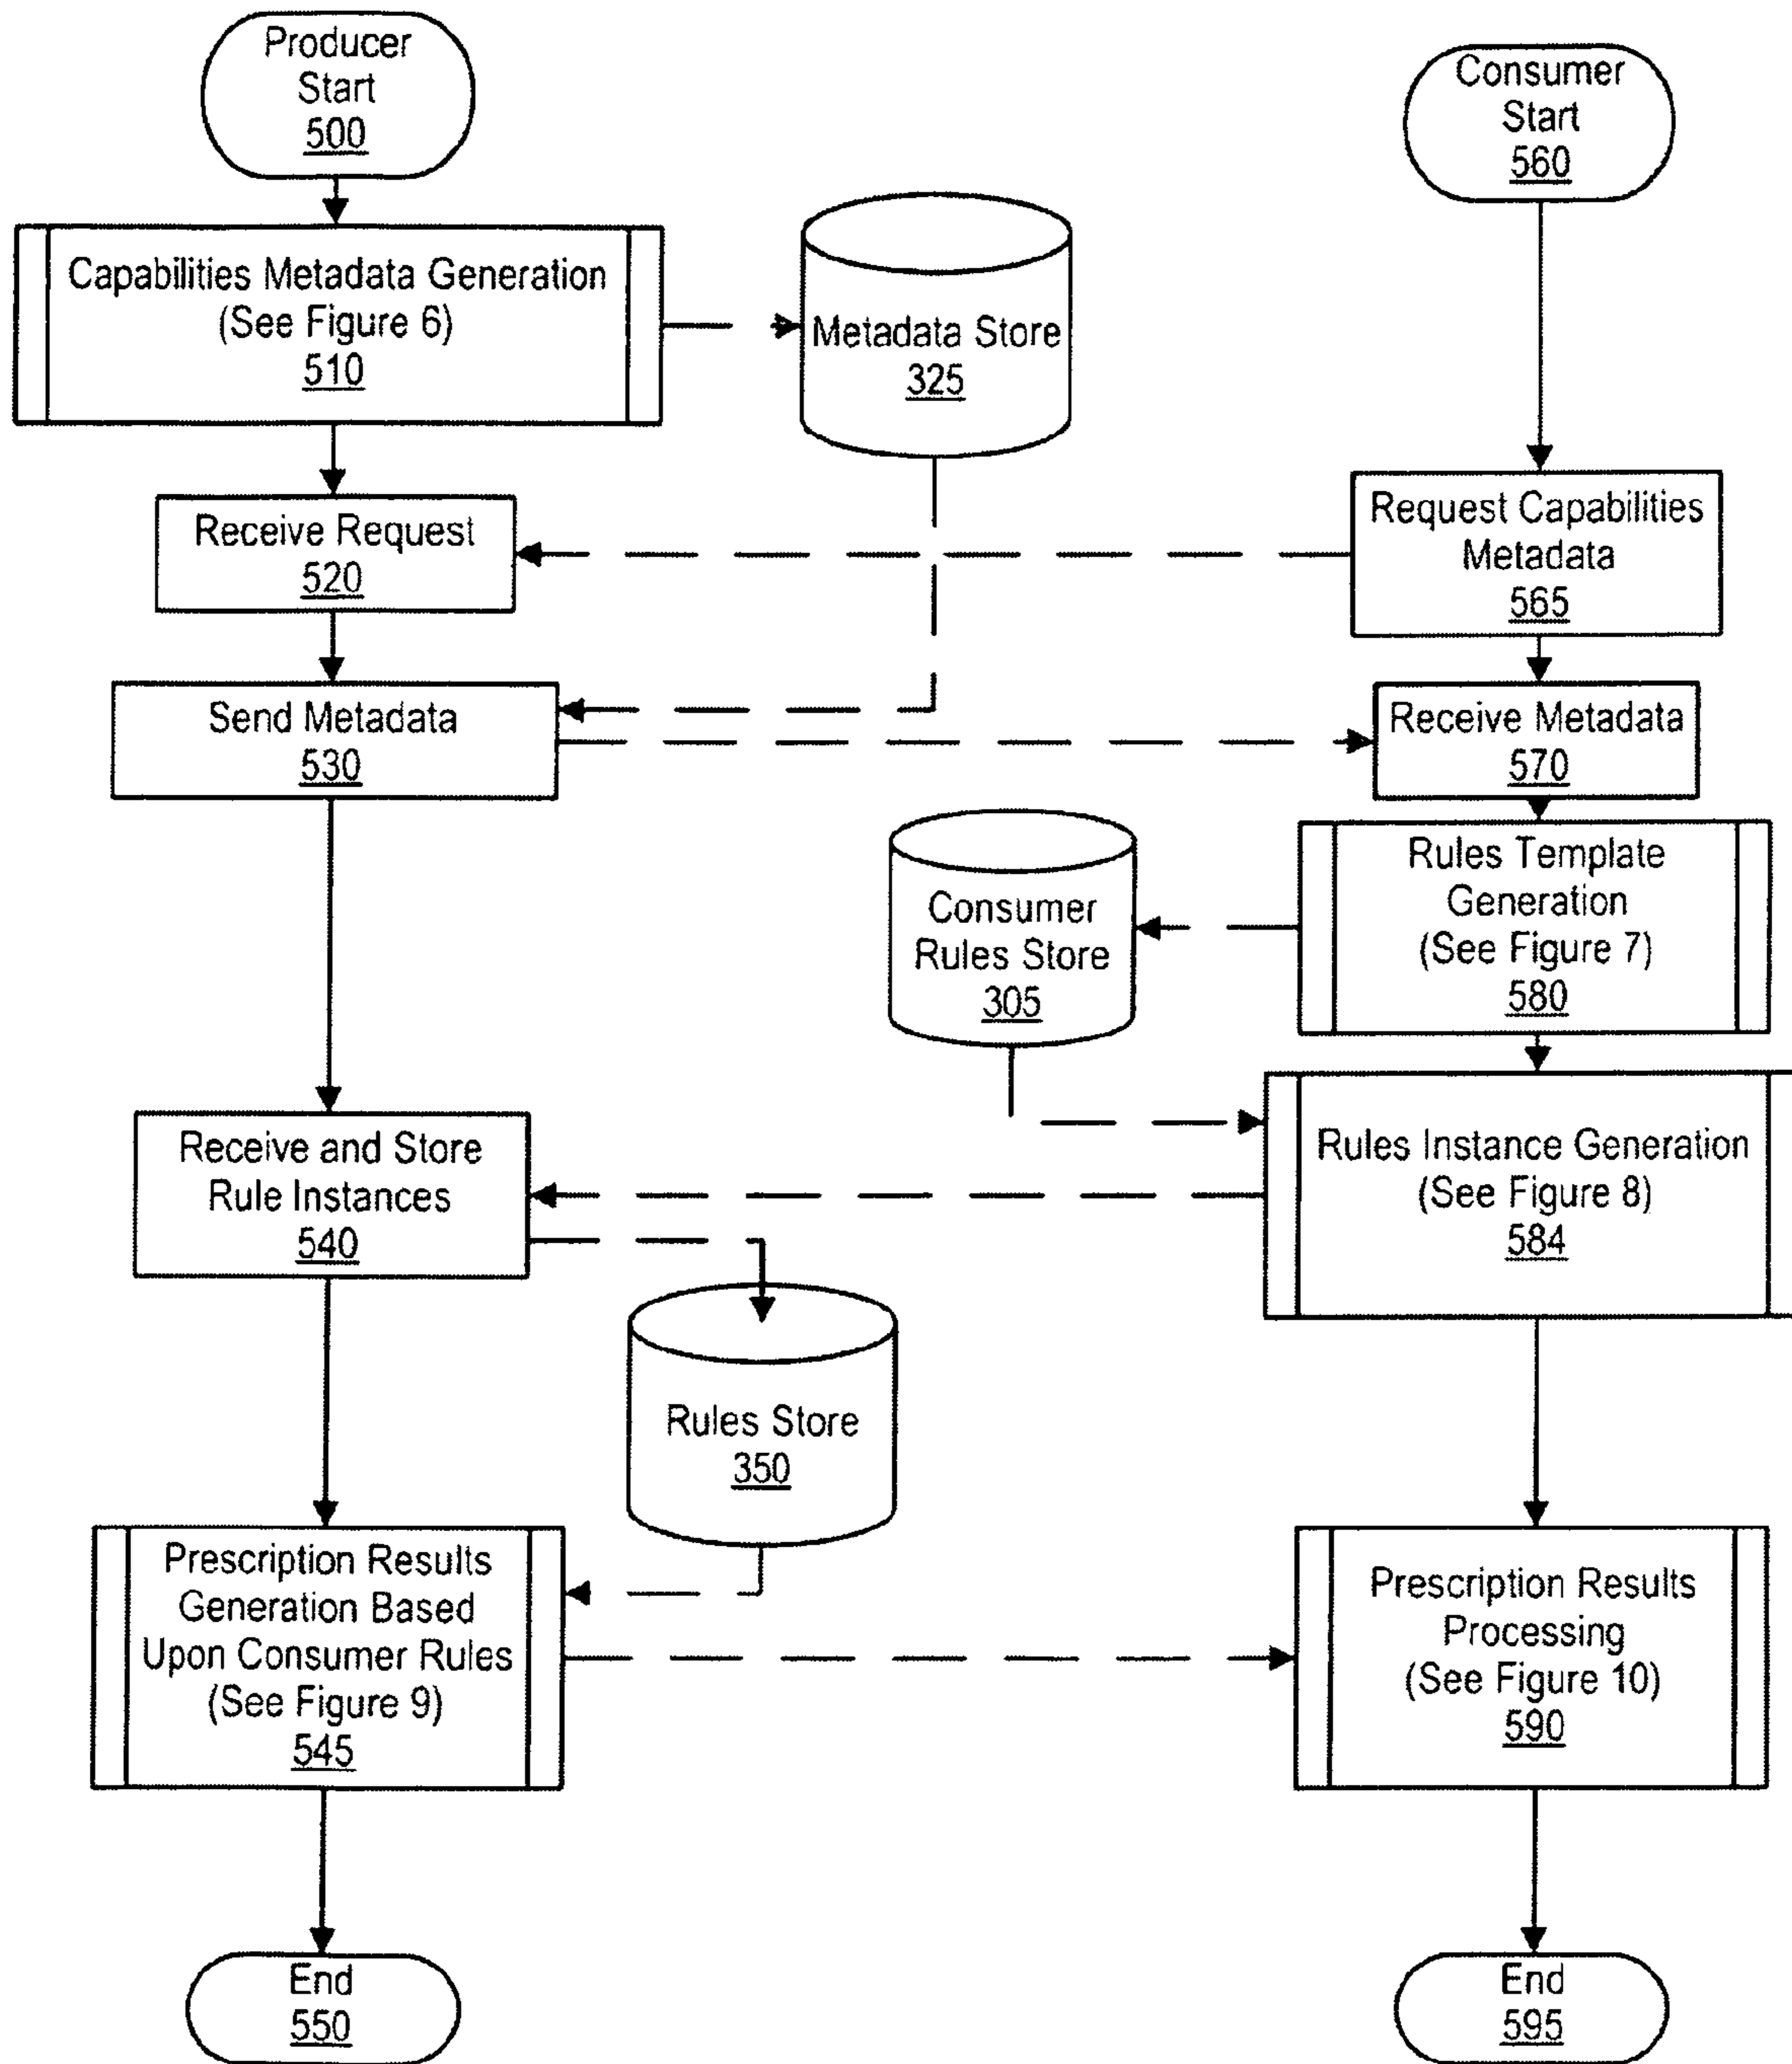 Producer
Start
500
Capabilities Metadata Generation
(See Figure 6)
510
Metadata Store
325
Receive Request
520
Send Metadata
530
Receive and Store
Rule Instances
540
Rules Store
350
Prescription Results
Generation Based
Upon Consumer Rules
(See Figure 9)
545
End
550
Consumer
Start
560
Request Capabilities
Metadata
565
Receive Metadata
570
Rules Template
Generation
(See Figure 7)
580
Consumer
Rules Store
305
Rules Instance Generation
(See Figure 8)
584
Prescription Results
Processing
(See Figure 10)
590
End
595